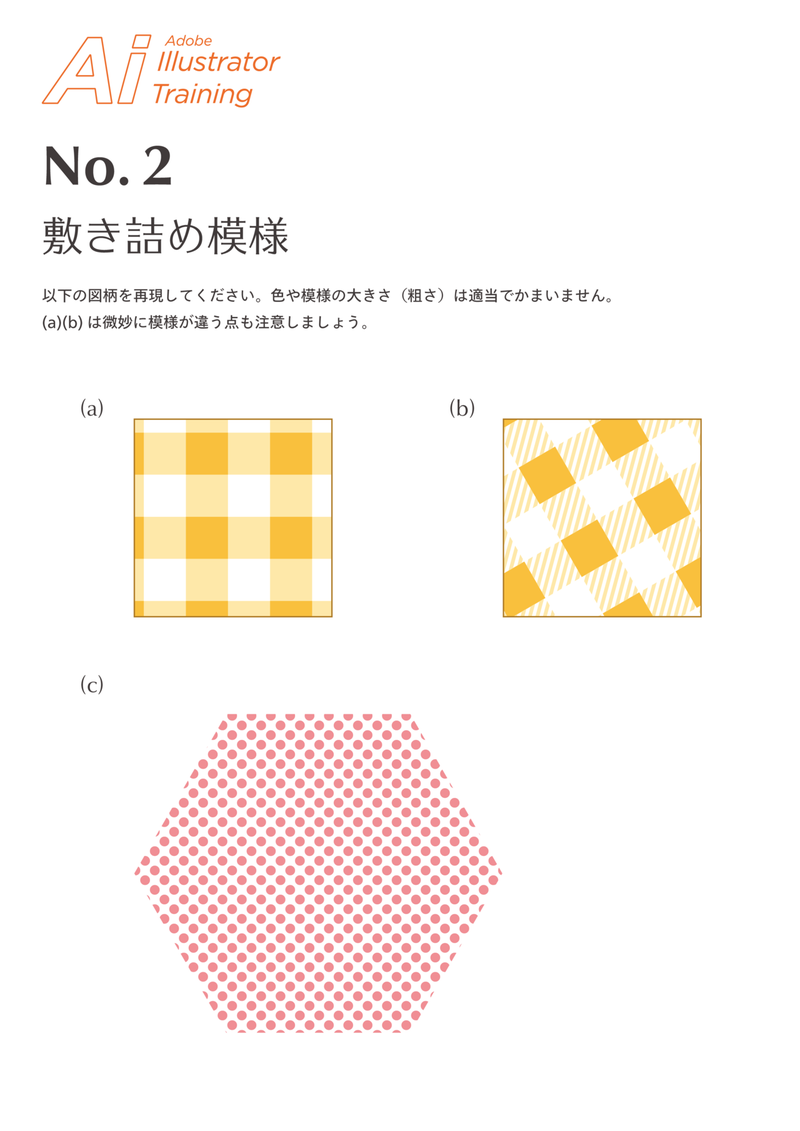 Ai
Adobe
Illustrator
Training
No. 2
敷き詰め模様
以下の図柄を再現してください。色や模様の大きさ（粗さ）は適当でかまいません。
(a)(b) は微妙に模様が違う点も注意しましょう。
(a)
(b)
(c)